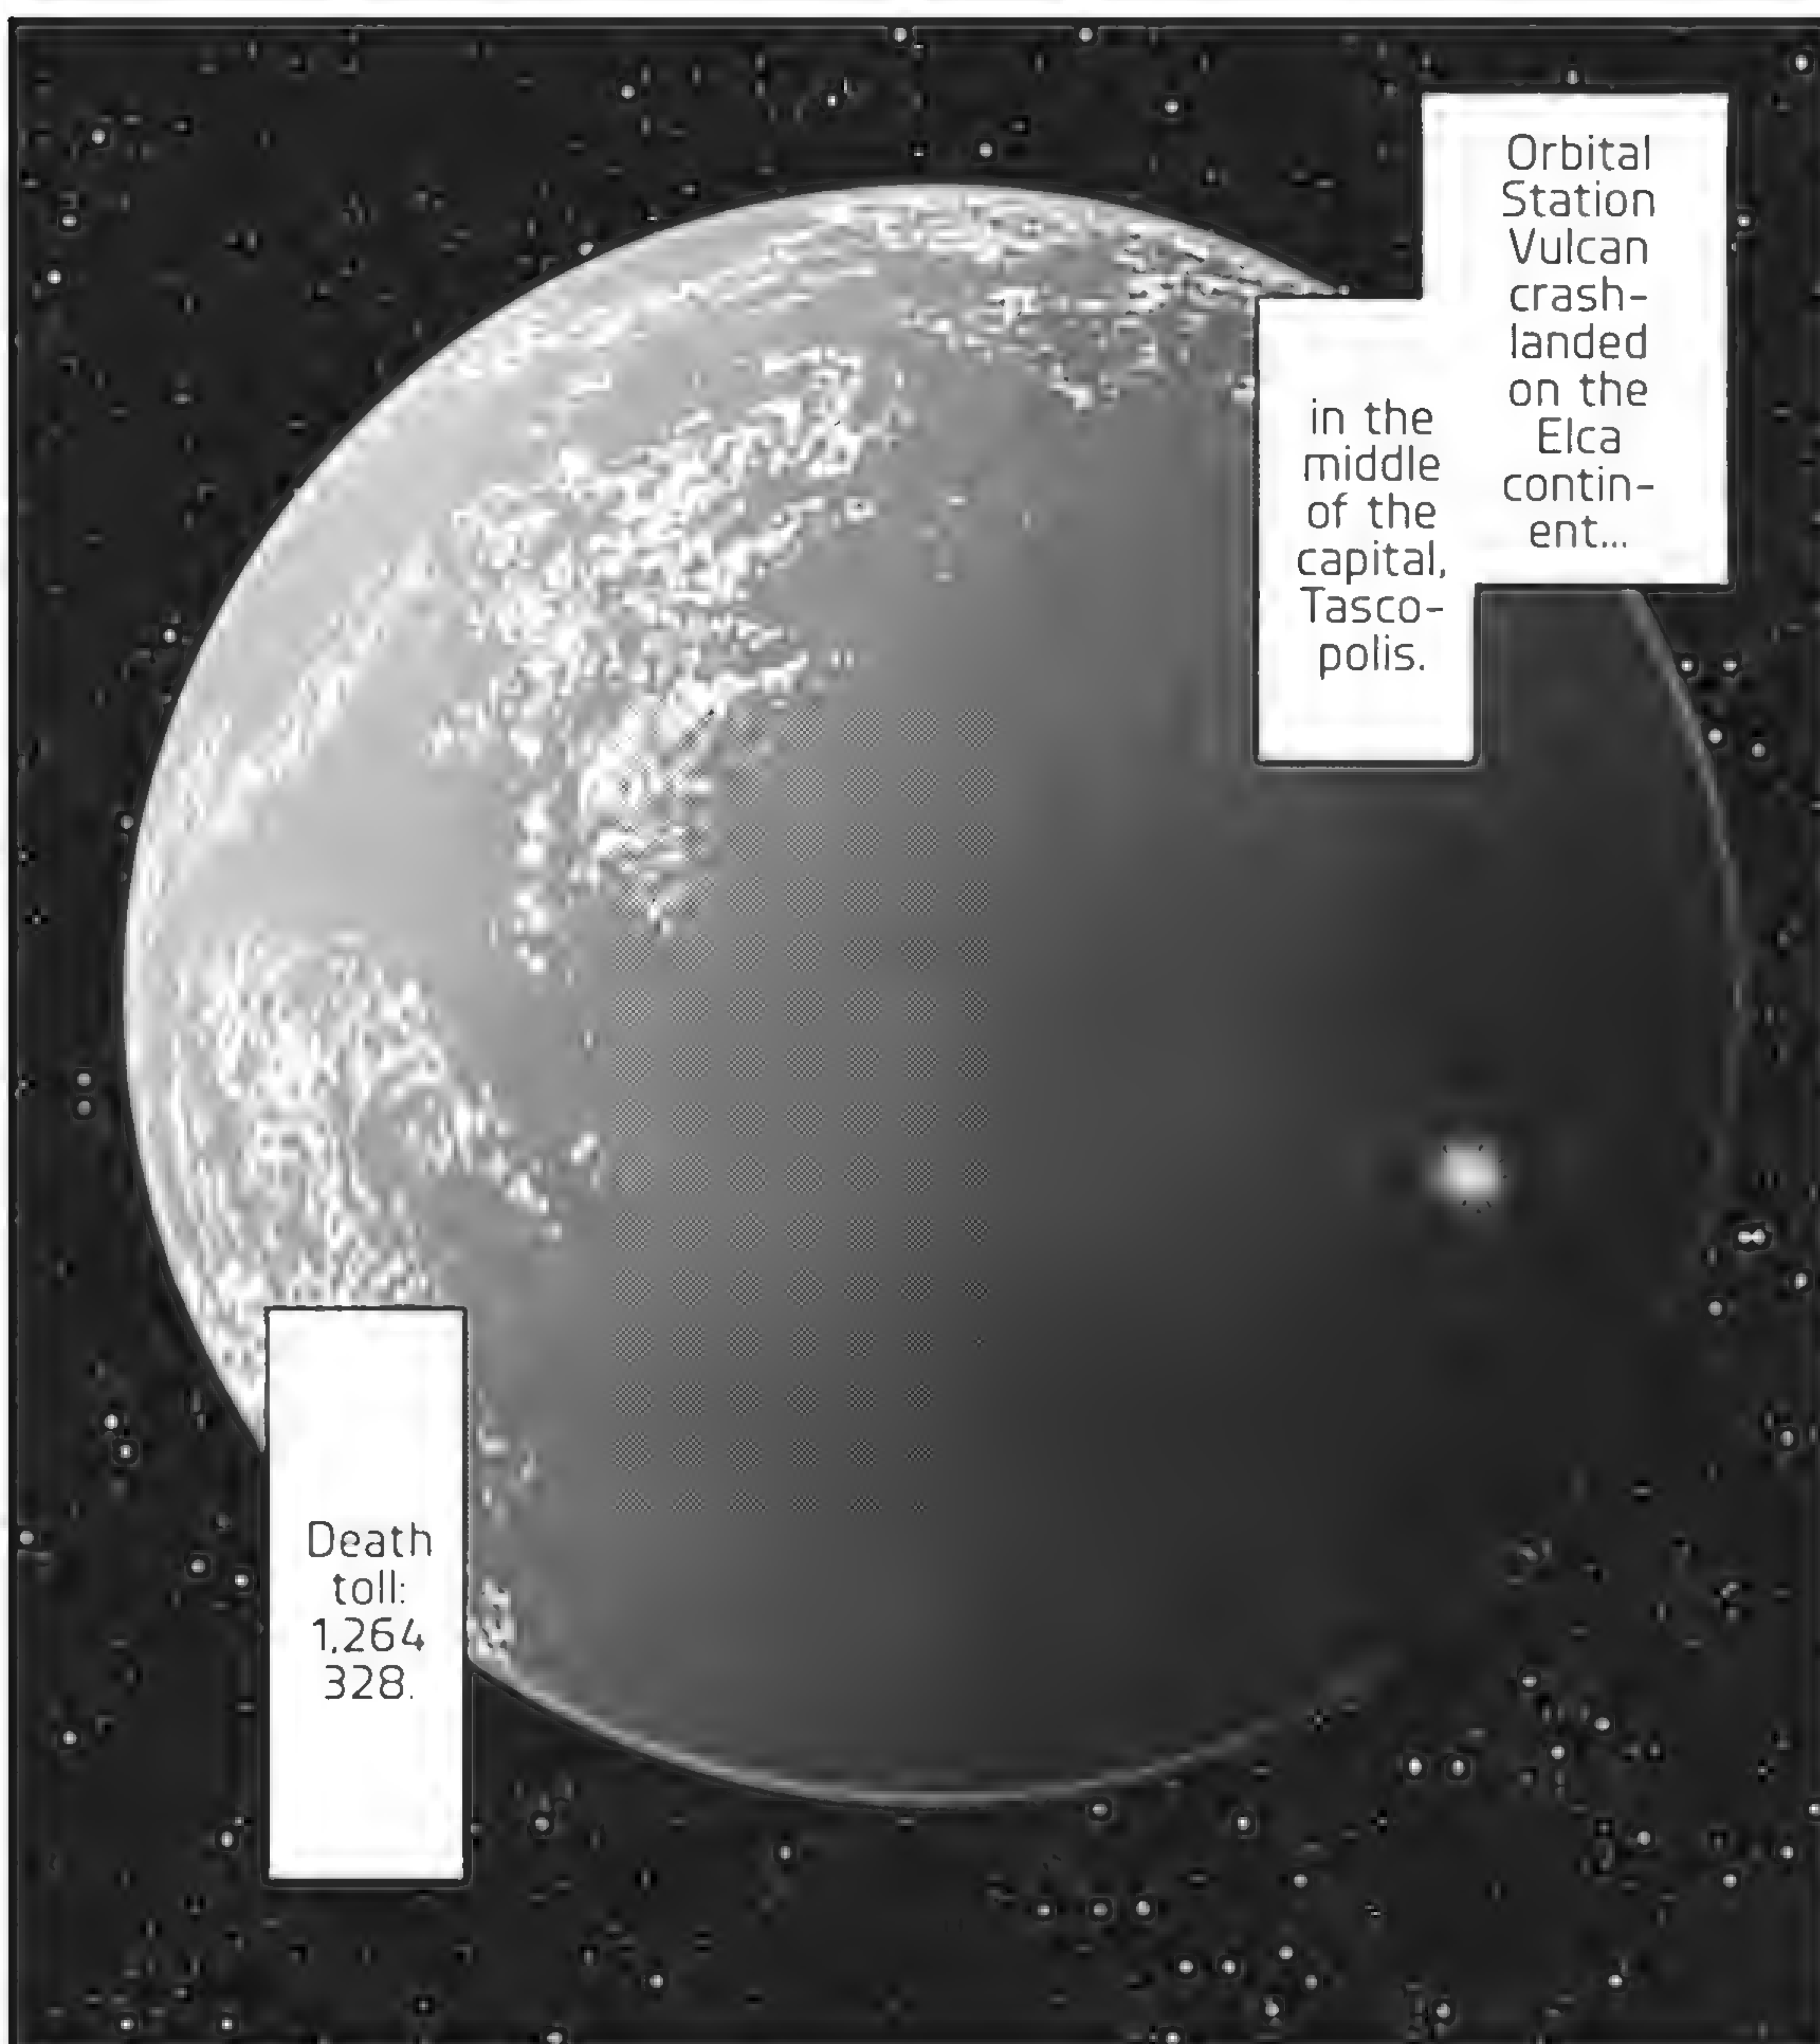 Orbital
Station
Vulcan
crash-
landed
on the
Elca
contin-
ent...
in the
middle
of the
capital,
Tasco-
polis.
Death
toll:
1,264
328.